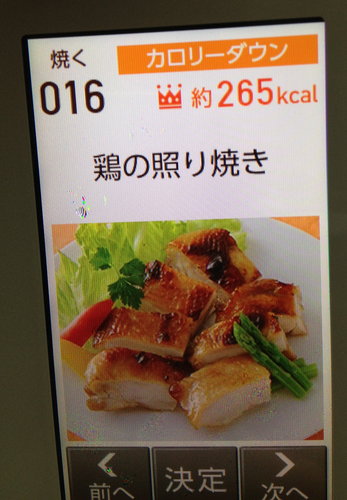 焼く
カロリーダウン
016
約265kcal
鶏の照り焼き
前へ
決定
次へ